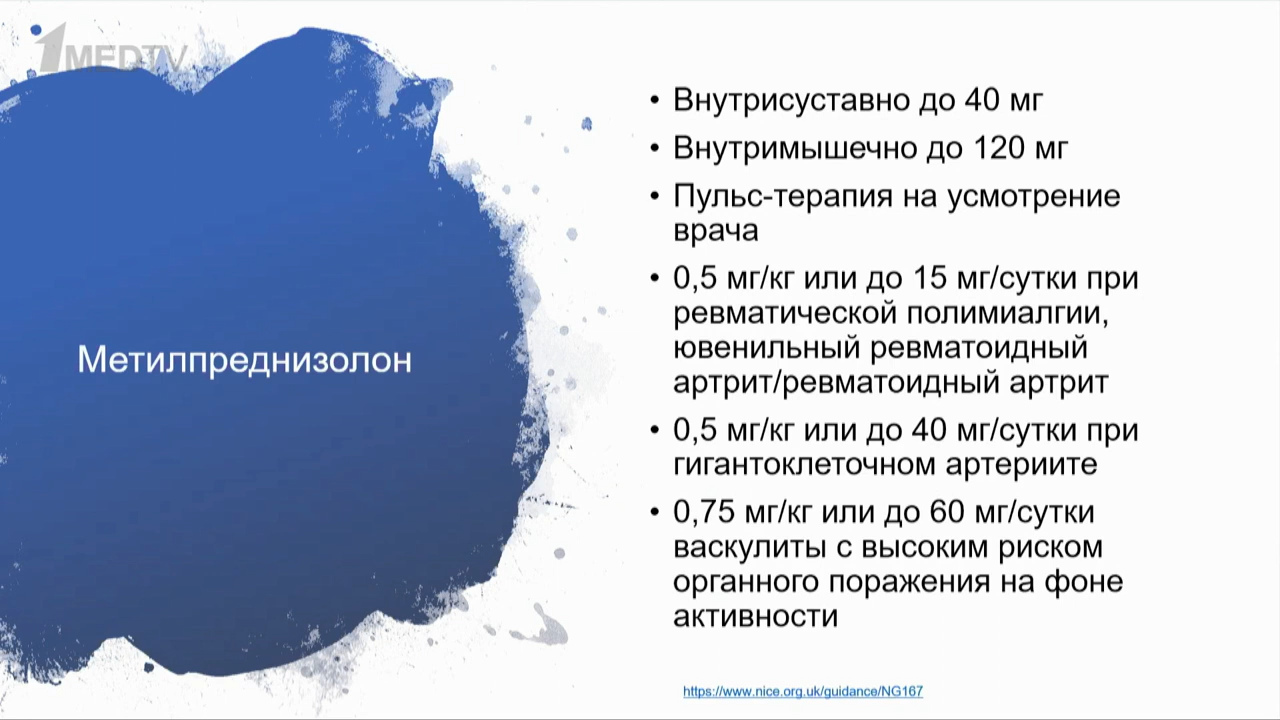 1MEDTV
Метилпреднизолон
• Внутрисуставно до 40 мг
• Внутримышечно до 120 мг
• Пульс-терапия на усмотрение
врача
• 0,5 мг/кг или до 15 мг/сутки при
ревматической полимиалгии,
ювенильный ревматоидный
артрит/ревматоидный артрит
• 0,5 мг/кг или до 40 мг/сутки при
гигантоклеточном артериите
• 0,75 мг/кг или до 60 мг/сутки
васкулиты с высоким риском
органного поражения на фоне
активности
https://www.nice.org.uk/guidance/NG167